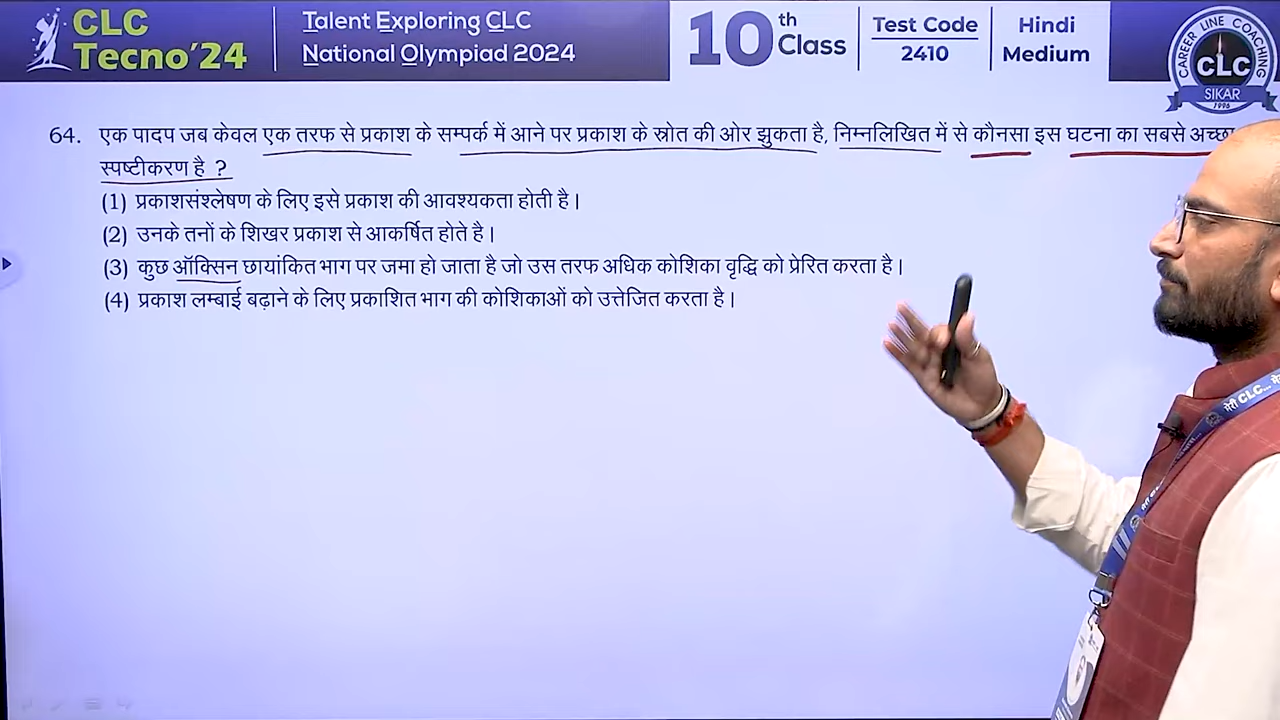 CLC
Tecno'24
Talent Exploring CLC
National Olympiad 2024
10th Class
Test Code
2410
Hindi
Medium
CAREER LINE COACHING
CLC
SIKAR
1996
64. एक पादप जब केवल एक तरफ से प्रकाश के सम्पर्क में आने पर प्रकाश के स्रोत की ओर झुकता है, निम्नलिखित में से कौनसा इस घटना का सबसे अच्छा
स्पष्टीकरण है ?
(1) प्रकाशसंश्लेषण के लिए इसे प्रकाश की आवश्यकता होती है।
(2) उनके तनों के शिखर प्रकाश से आकर्षित होते है।
(3) कुछ ऑक्सिन छायांकित भाग पर जमा हो जाता है जो उस तरफ अधिक कोशिका वृद्धि को प्रेरित करता है।
(4) प्रकाश लम्बाई बढ़ाने के लिए प्रकाशित भाग की कोशिकाओं को उत्तेजित करता है।
मेरी CLC...